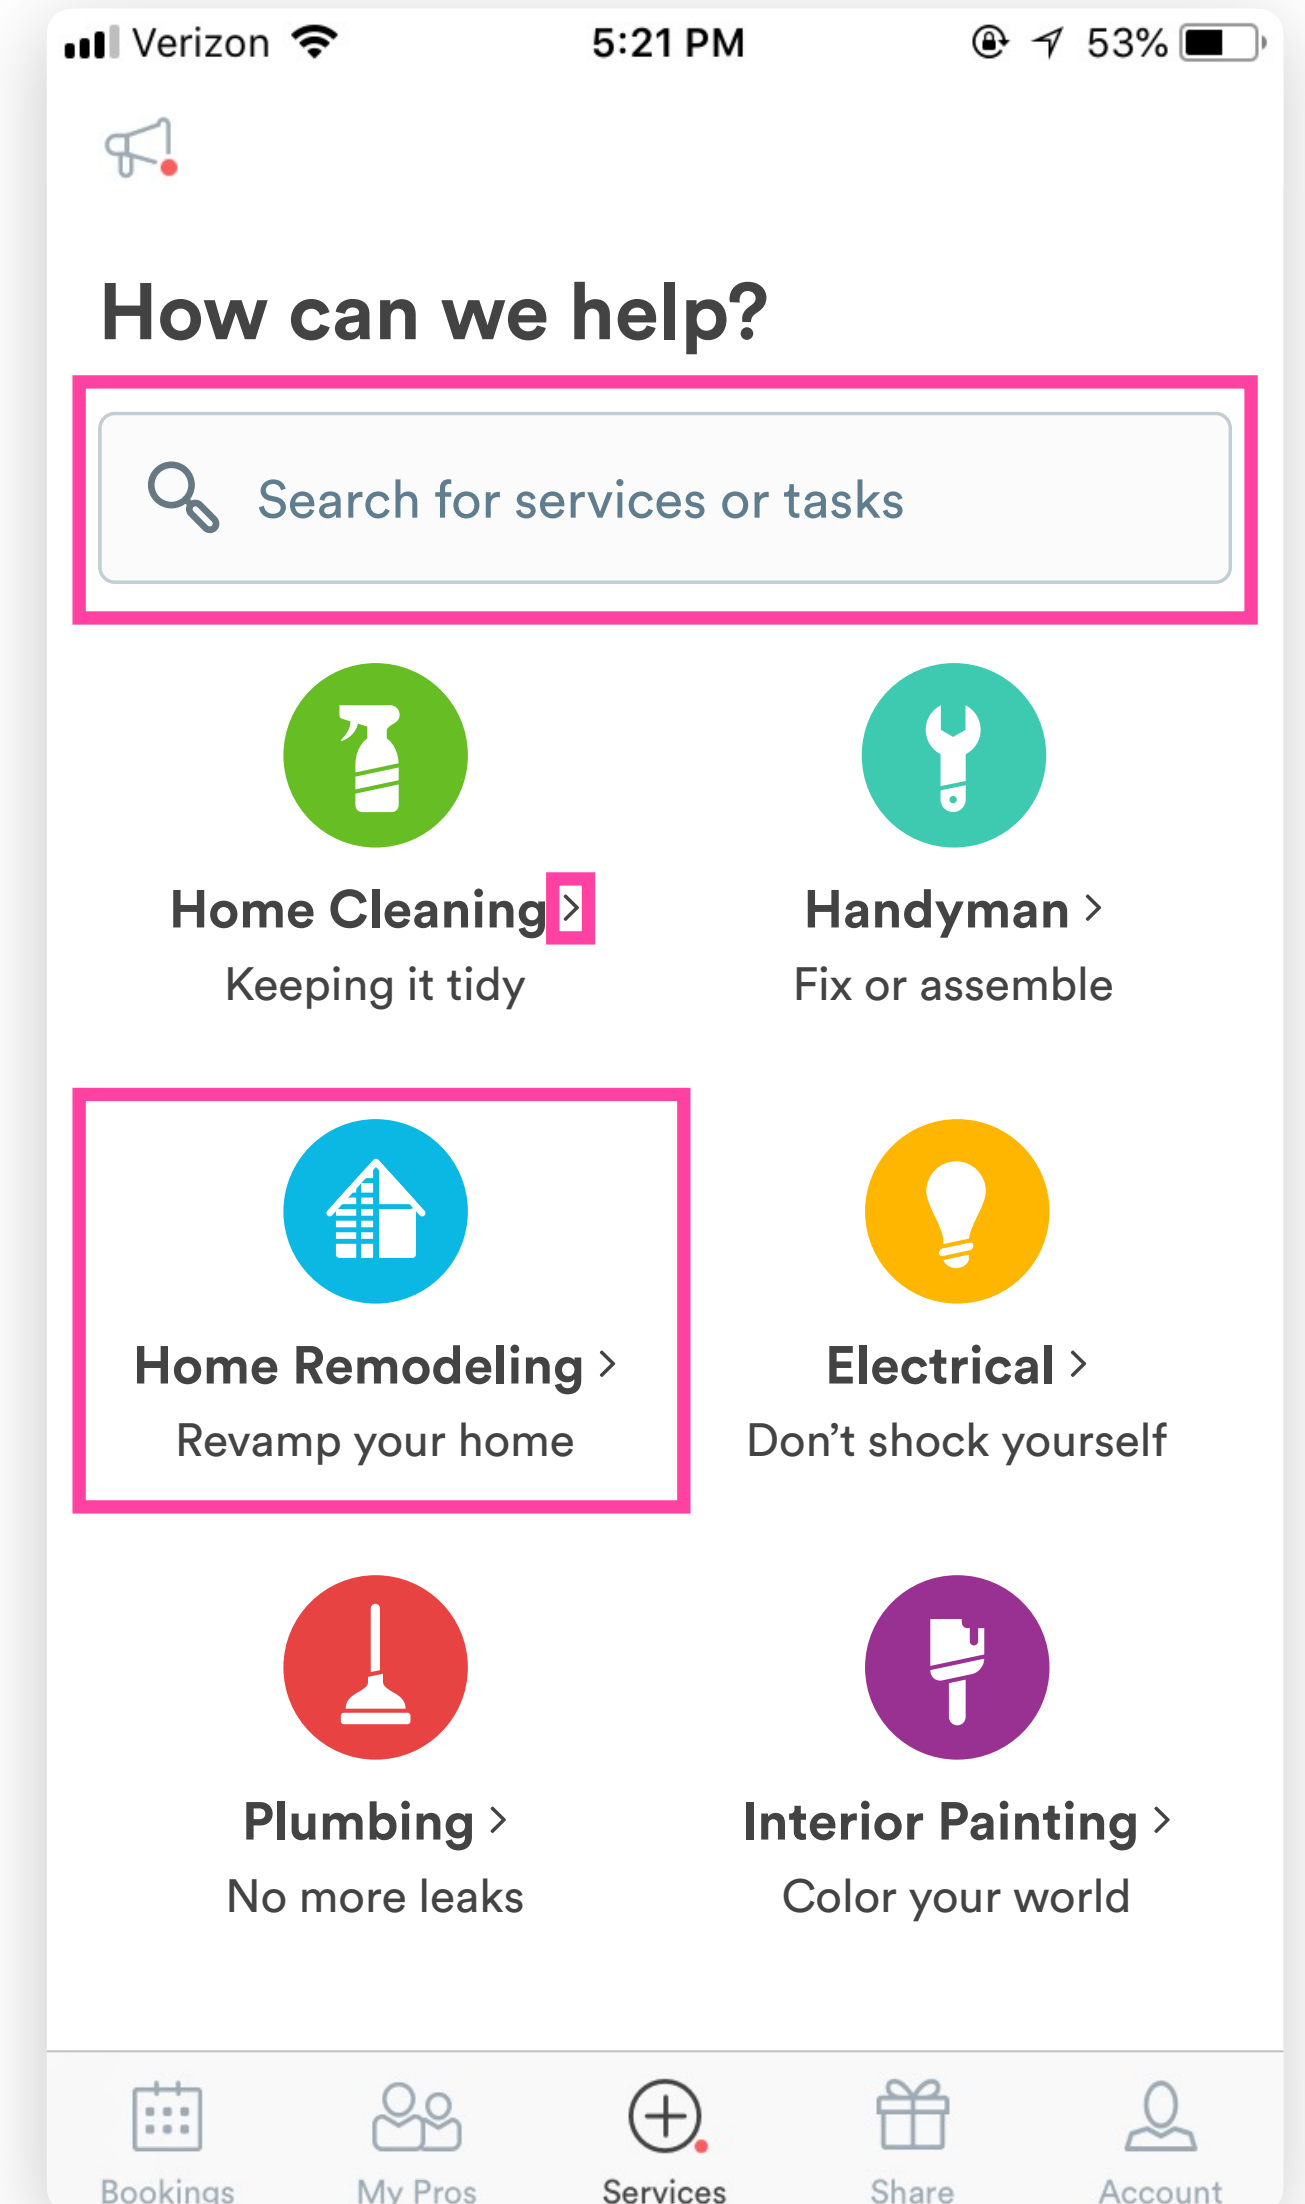 Verizon 5:21 PM 53%
How can we help?
Search for services or tasks
Home Cleaning > Handyman >
Keeping it tidy Fix or assemble
Home Remodeling > Electrical >
Revamp your home Don’t shock yourself
Plumbing > Interior Painting >
No more leaks Color your world
Bookings My Pros Services Share Account